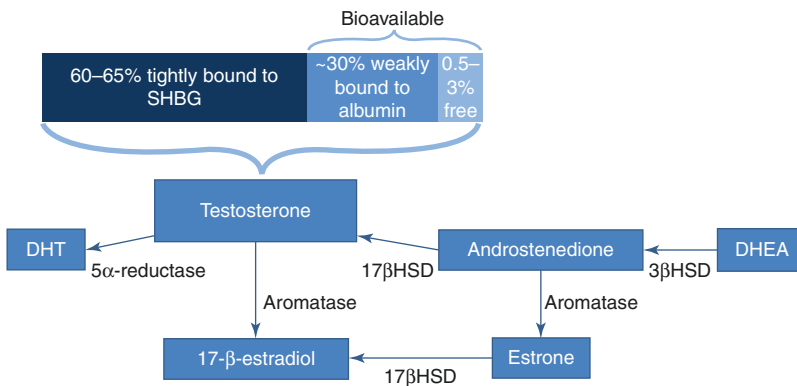 Bioavailable
60–65% tightly bound to
SHBG
~30% weakly
bound to
albumin
0.5–
3%
free
Testosterone
DHT
5α-reductase
17βHSD
Androstenedione
3βHSD
DHEA
Aromatase
Aromatase
17-β-estradiol
17βHSD
Estrone